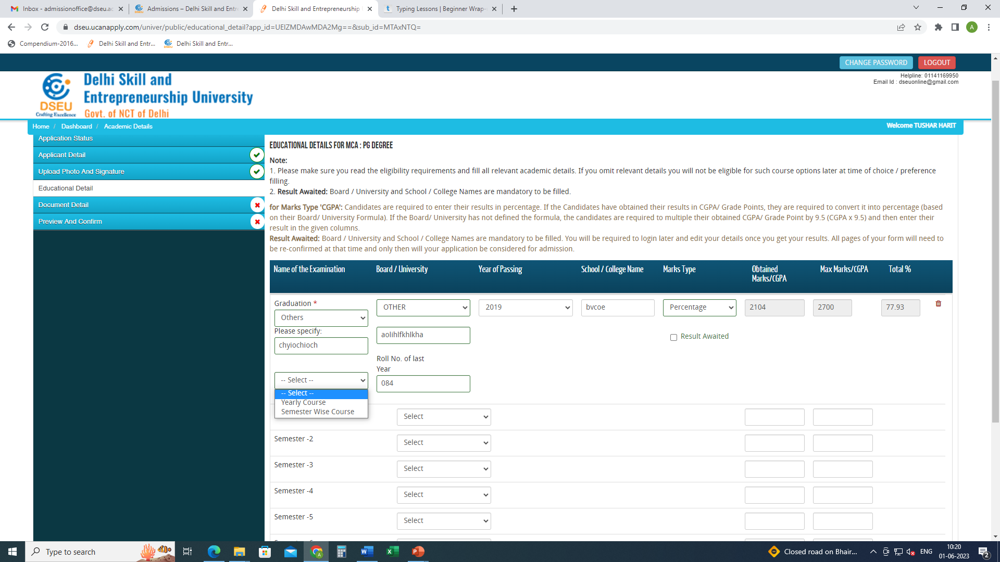 Inbox - admissionoffice@dseu.ac
Admissions – Delhi Skill and Entr
Delhi Skill and Entrepreneurship
Typing Lessons | Beginner Wrap-
dseu.ucanapply.com/univer/public/educational_detail?app_id=UElZMDAwMDA2Mg==&sub_id=MTAxNTQ=
A
Compendium-2016...
Delhi Skill and Entr...
Delhi Skill and Entr...
CHANGE PASSWORD
LOGOUT
Helpline: 01141169950
Email Id : dseuonline@gmail.com
DSEU
Crafting Excellence
Delhi Skill and
Entrepreneurship University
Govt. of NCT of Delhi
Home / Dashboard / Academic Details
Welcome TUSHAR HARIT
Application Status
Applicant Detail
Upload Photo And Signature
Educational Detail
Document Detail
Preview And Confirm
EDUCATIONAL DETAILS FOR MCA : PG DEGREE
Note:
1. Please make sure you read the eligibility requirements and fill all relevant academic details. If you omit relevant details you will not be eligible for such course options later at time of choice / preference
filling.
2. Result Awaited: Board / University and School / College Names are mandatory to be filled.
for Marks Type 'CGPA': Candidates are required to enter their results in percentage. If the Candidates have obtained their results in CGPA/ Grade Points, they are required to convert it into percentage (based
on their Board/ University Formula). If the Board/ University has not defined the formula, the candidates are required to multiple their obtained CGPA/ Grade Point by 9.5 (CGPA x 9.5) and then enter their
result in the given columns.
Result Awaited: Board / University and School / College Names are mandatory to be filled. You will be required to login later and edit your details once you get your results. All pages of your form will need to
be re-confirmed at that time and only then will your application be considered for admission.
Name of the Examination
Board / University
Year of Passing
School / College Name
Marks Type
Obtained
Marks/CGPA
Max Marks/CGPA
Total %
Graduation *
Others
OTHER
2019
bvcoe
Percentage
2104
2700
77.93
Please specify:
chyiochioch
aolihlfkhlkha
Result Awaited
Roll No. of last
Year
084
-- Select --
-- Select --
Yearly Course
Semester Wise Course
Select
Semester -2
Select
Semester -3
Select
Semester -4
Select
Semester -5
Select
Type to search
Closed road on Bhair...
ENG
10:20
01-06-2023
2